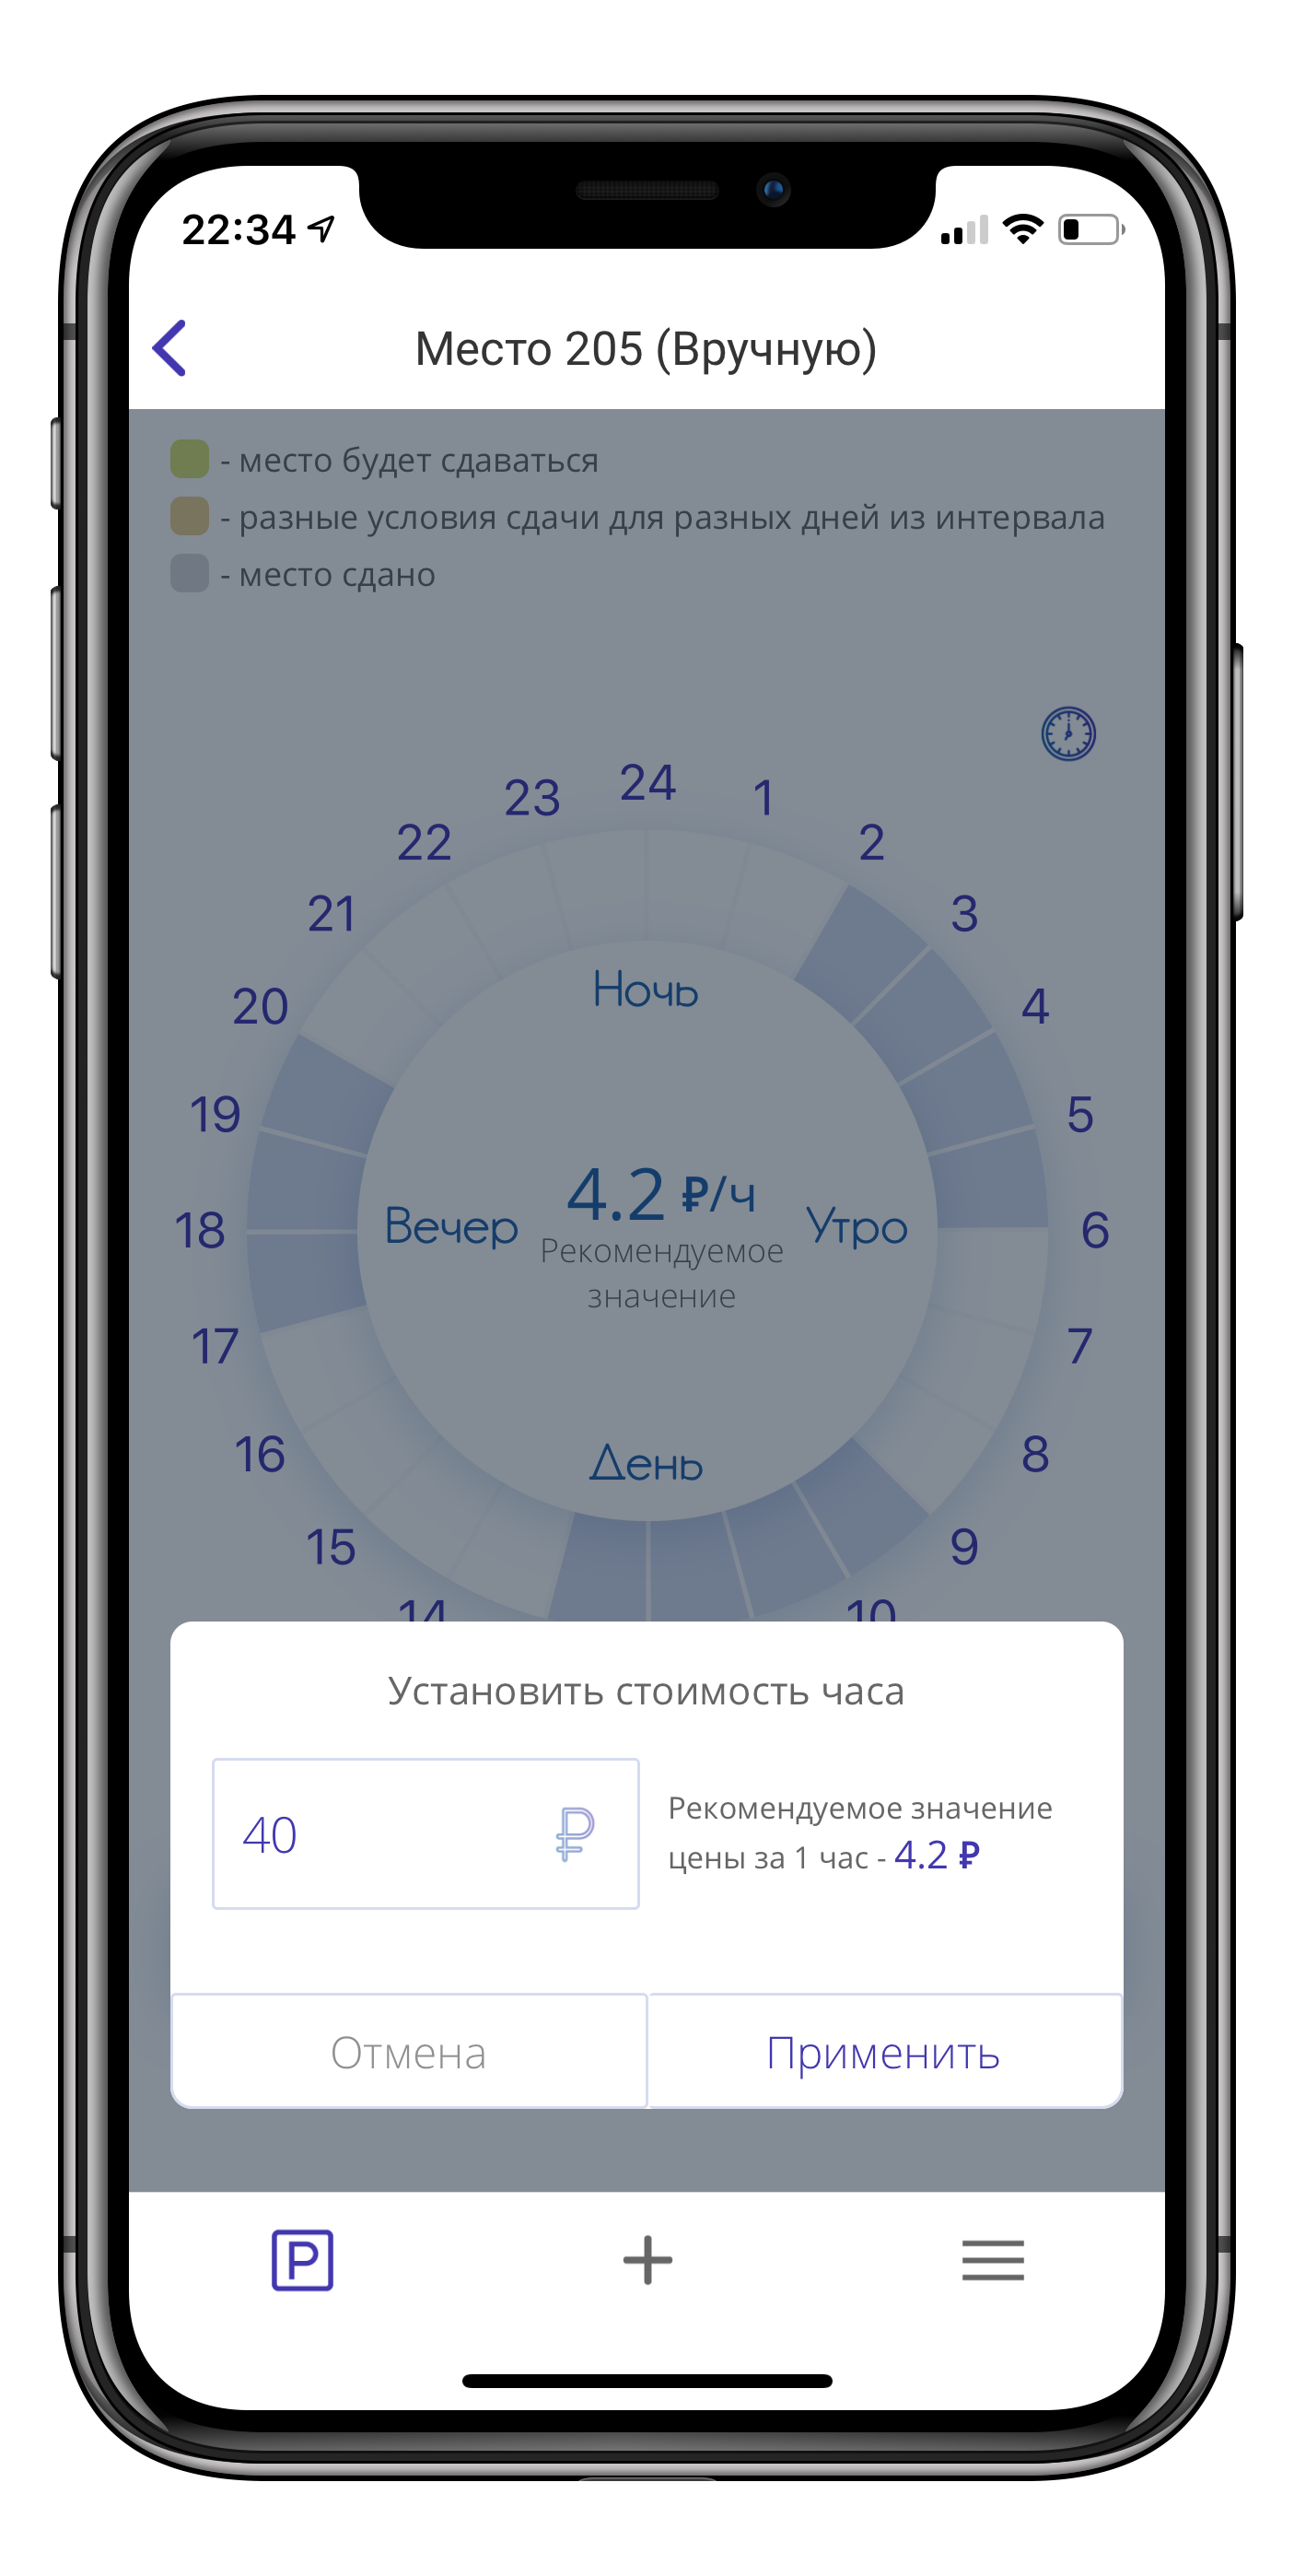 22:34
Место 205 (Вручную)
- место будет сдаваться
- разные условия сдачи для разных дней из интервала
- место сдано
24
23
1
22
2
21
3
20
4
19
5
18
6
17
7
16
8
15
9
14
10
Ночь
4.2 ₽/ч
Вечер
Утро
Рекомендуемое
значение
День
Установить стоимость часа
40 ₽
Рекомендуемое значение
цены за 1 час - 4.2 ₽
Отмена
Применить
P